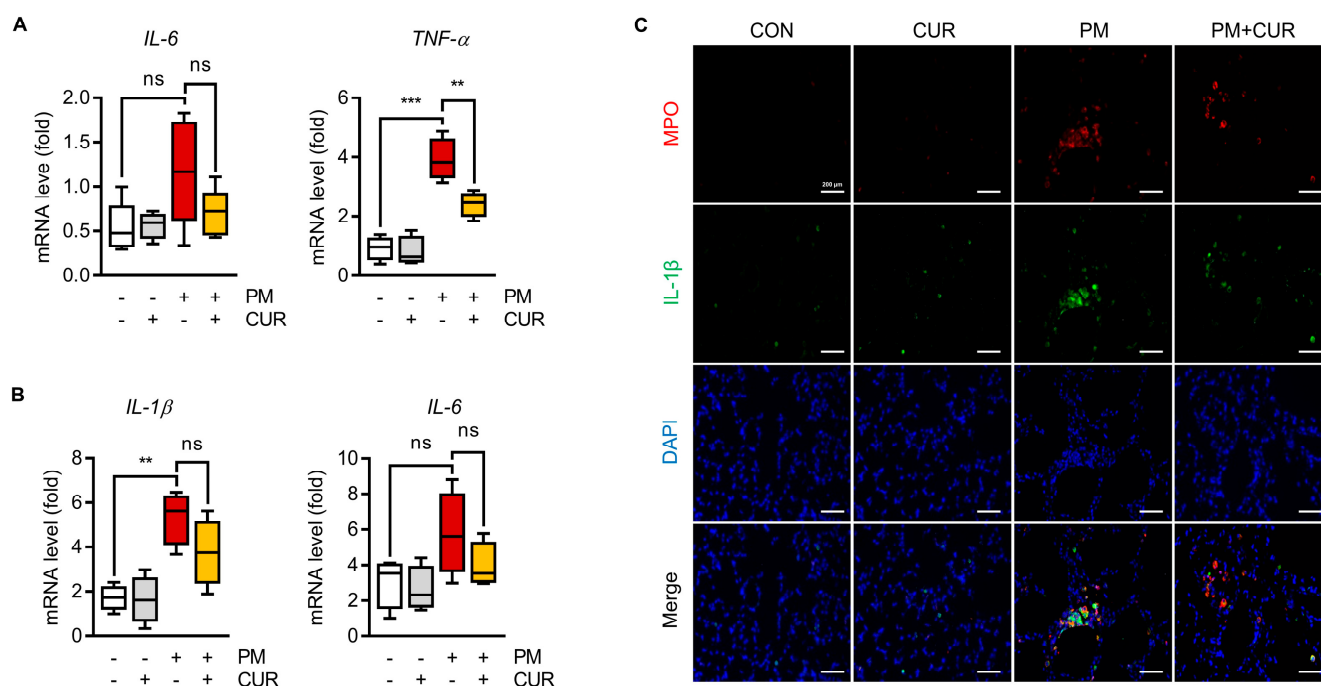 A
IL-6
TNF-α
ns
ns
***
**
mRNA leve (fold)
2.0
1.5
1.0
0.5
0.0
mRNA level (fold)
6
4
2
0
- - + + PM
- + - + CUR
- - + + PM
- + - + CUR
B
IL-1β
IL-6
**
ns
ns
ns
mRNA level (fold)
8
6
4
2
0
mRNA level (fold)
10
8
6
4
2
0
- - + + PM
- + - + CUR
- - + + PM
- + - + CUR
C
CON CUR PM PM+CUR
MPO
200 μm
IL-1β
DAPI
Merge